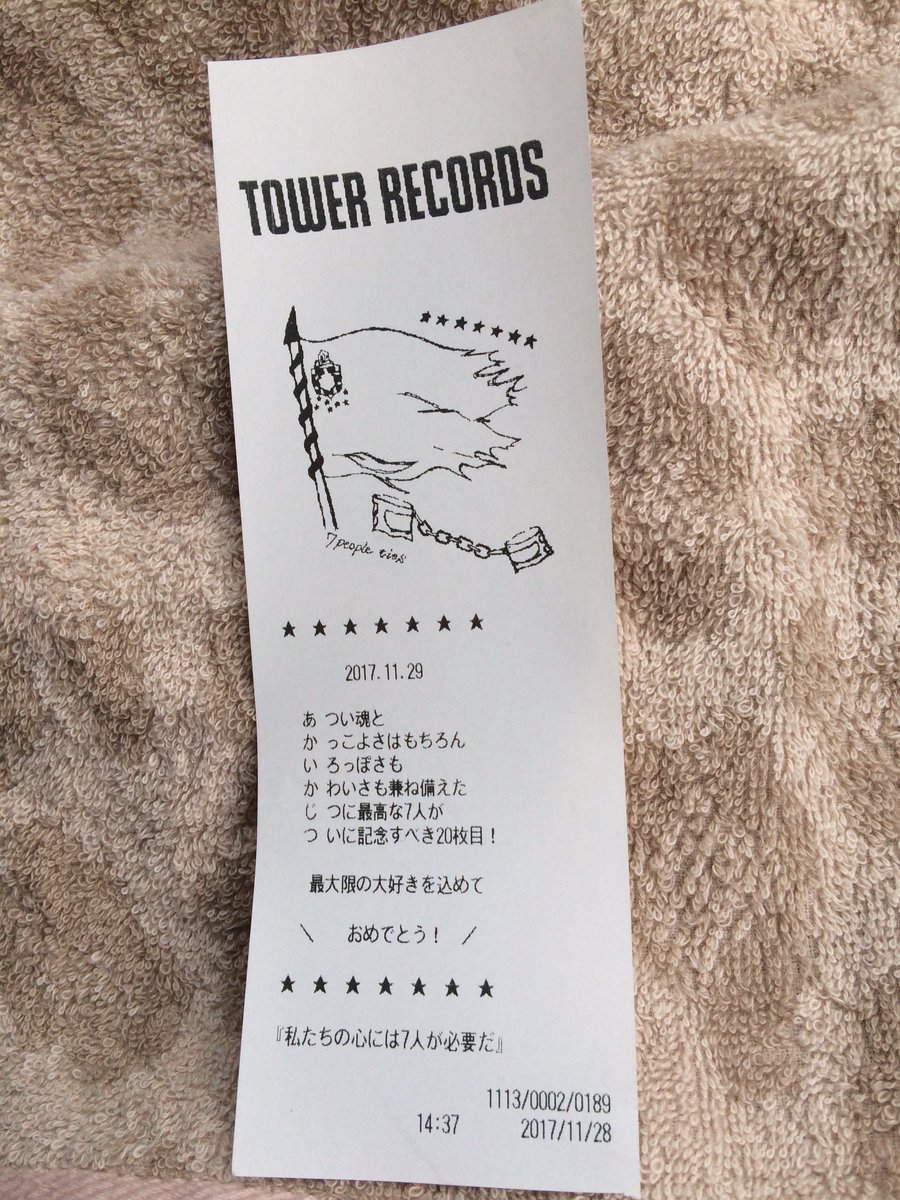 TOWER RECORDS
★★★★★★★
7 people ties
★ ★ ★ ★ ★ ★ ★
2017.11.29
あ つい魂と
か っこよさはもちろん
い ろっぽさも
か わいさも兼ね備えた
じ つに最高な7人が
つ いに記念すべき20枚目！
最大限の大好きを込めて
＼ おめでとう！ ／
★ ★ ★ ★ ★ ★ ★
『私たちの心には7人が必要だ』
1113/0002/0189
14:37 2017/11/28